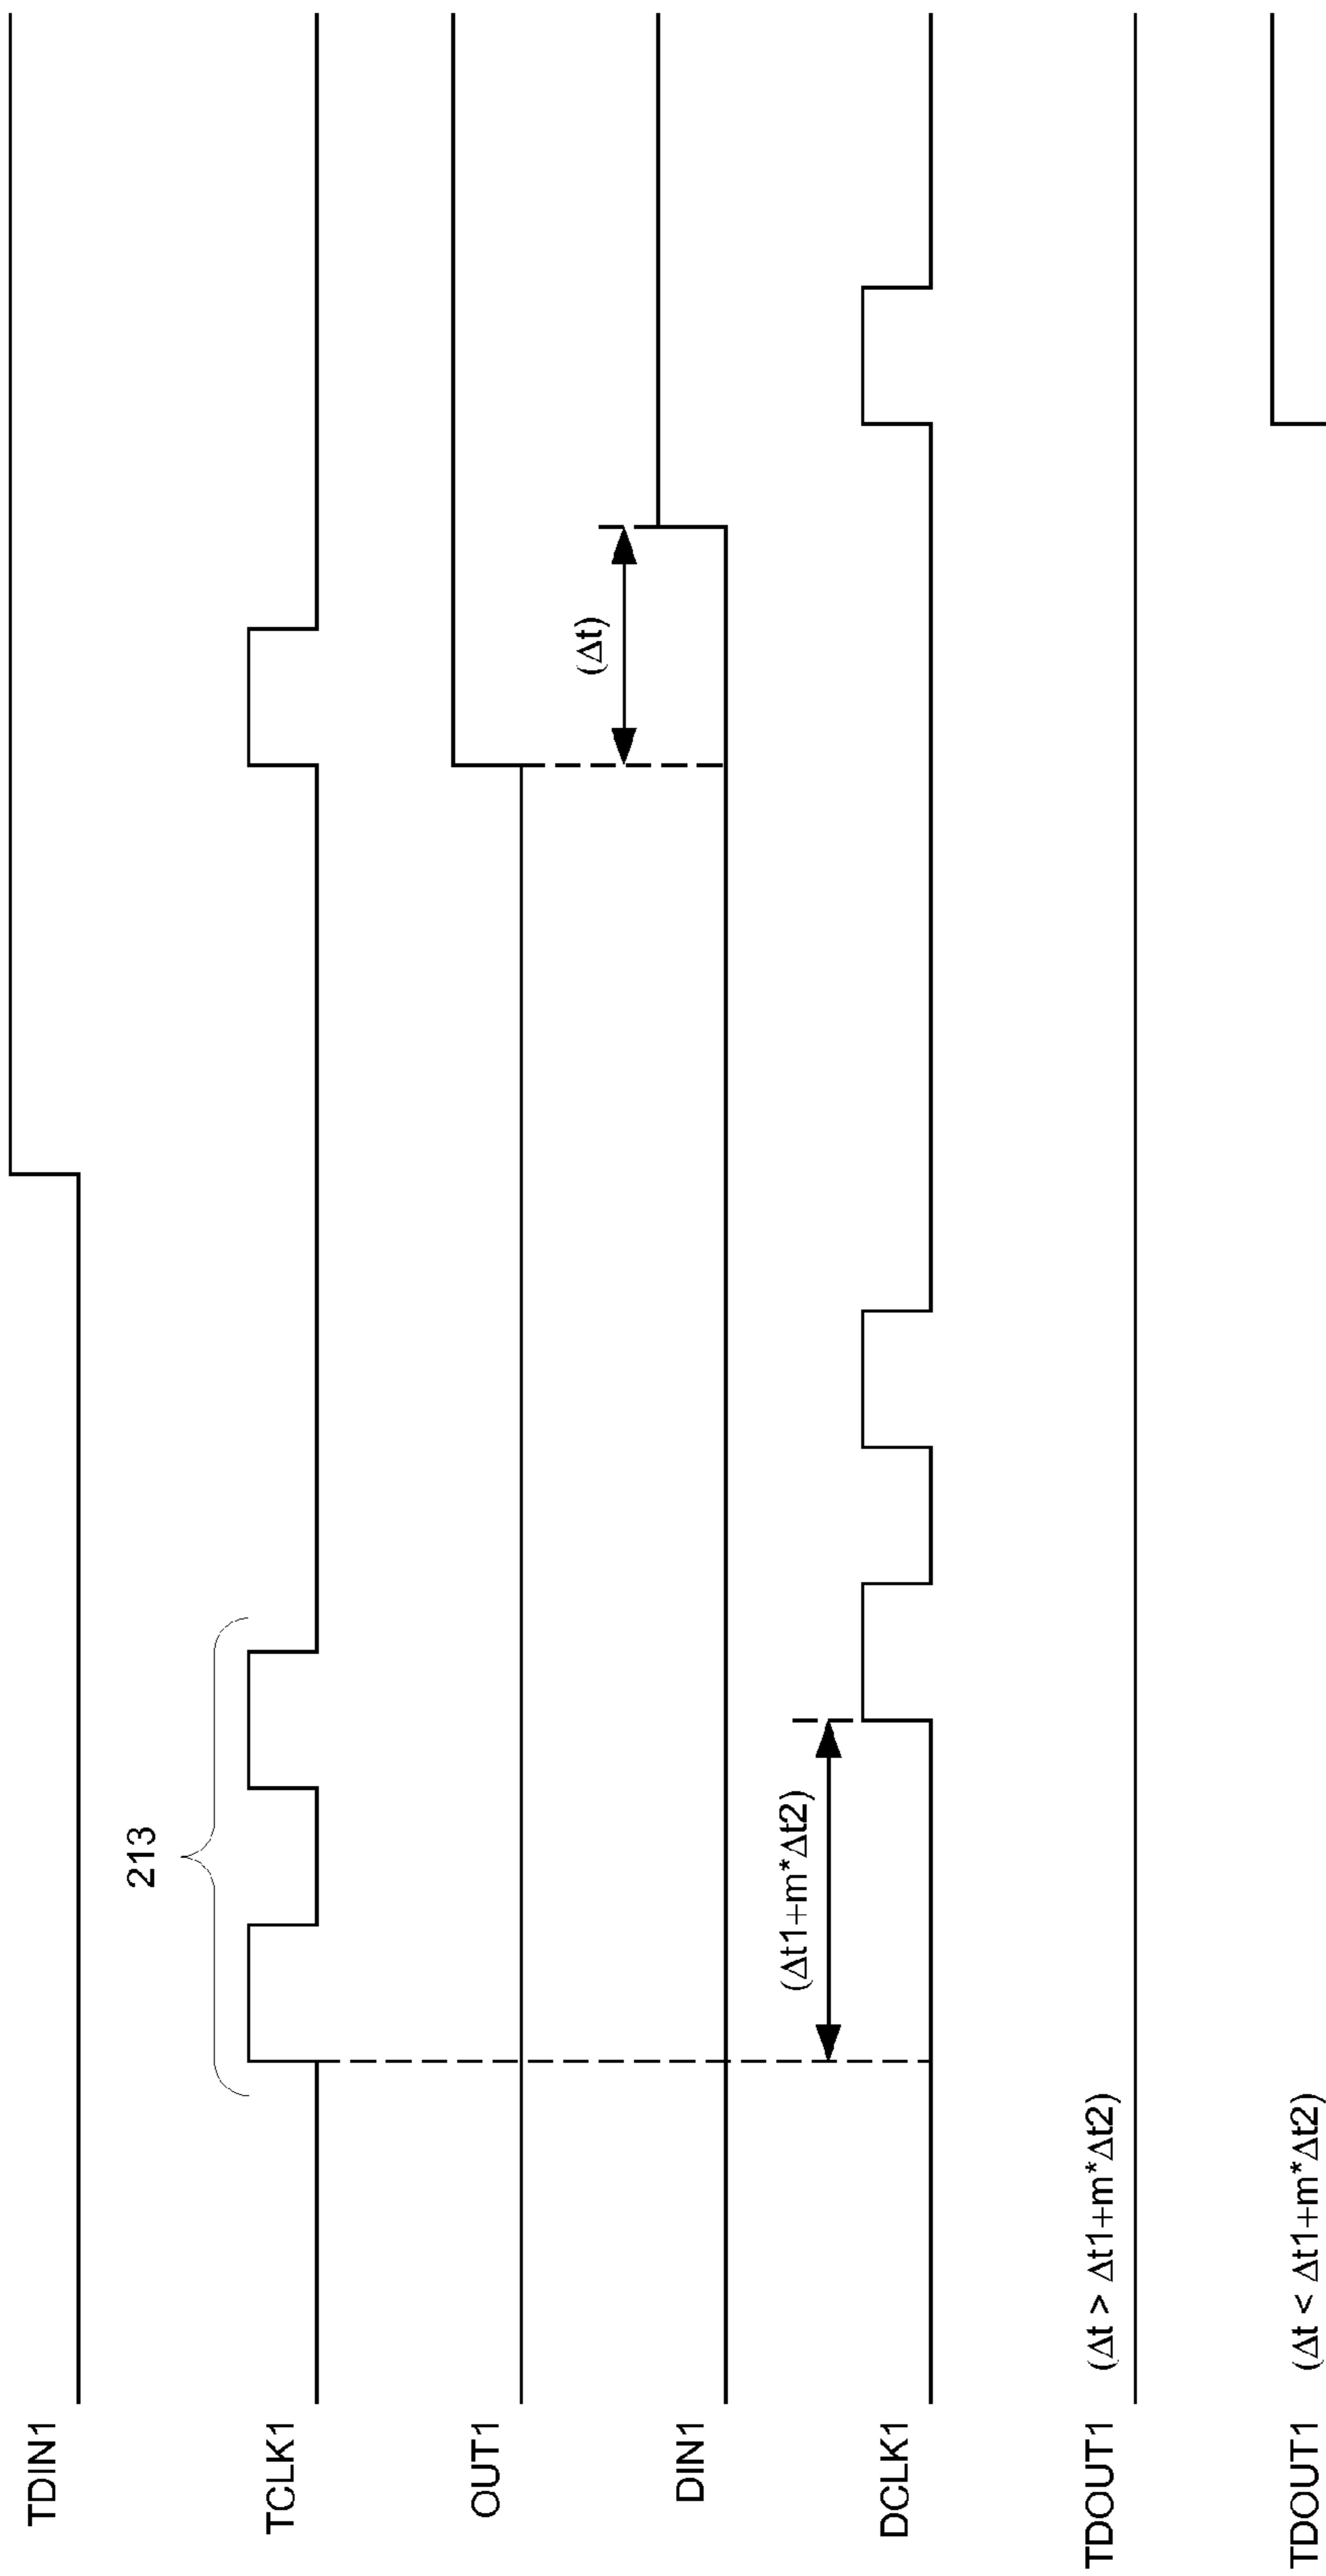 TDIN1
213
TCLK1
OUT1
(Δt)
DIN1
(Δt1+m*Δt2)
DCLK1
TDOUT1 (Δt > Δt1+m*Δt2)
TDOUT1 (Δt < Δt1+m*Δt2)